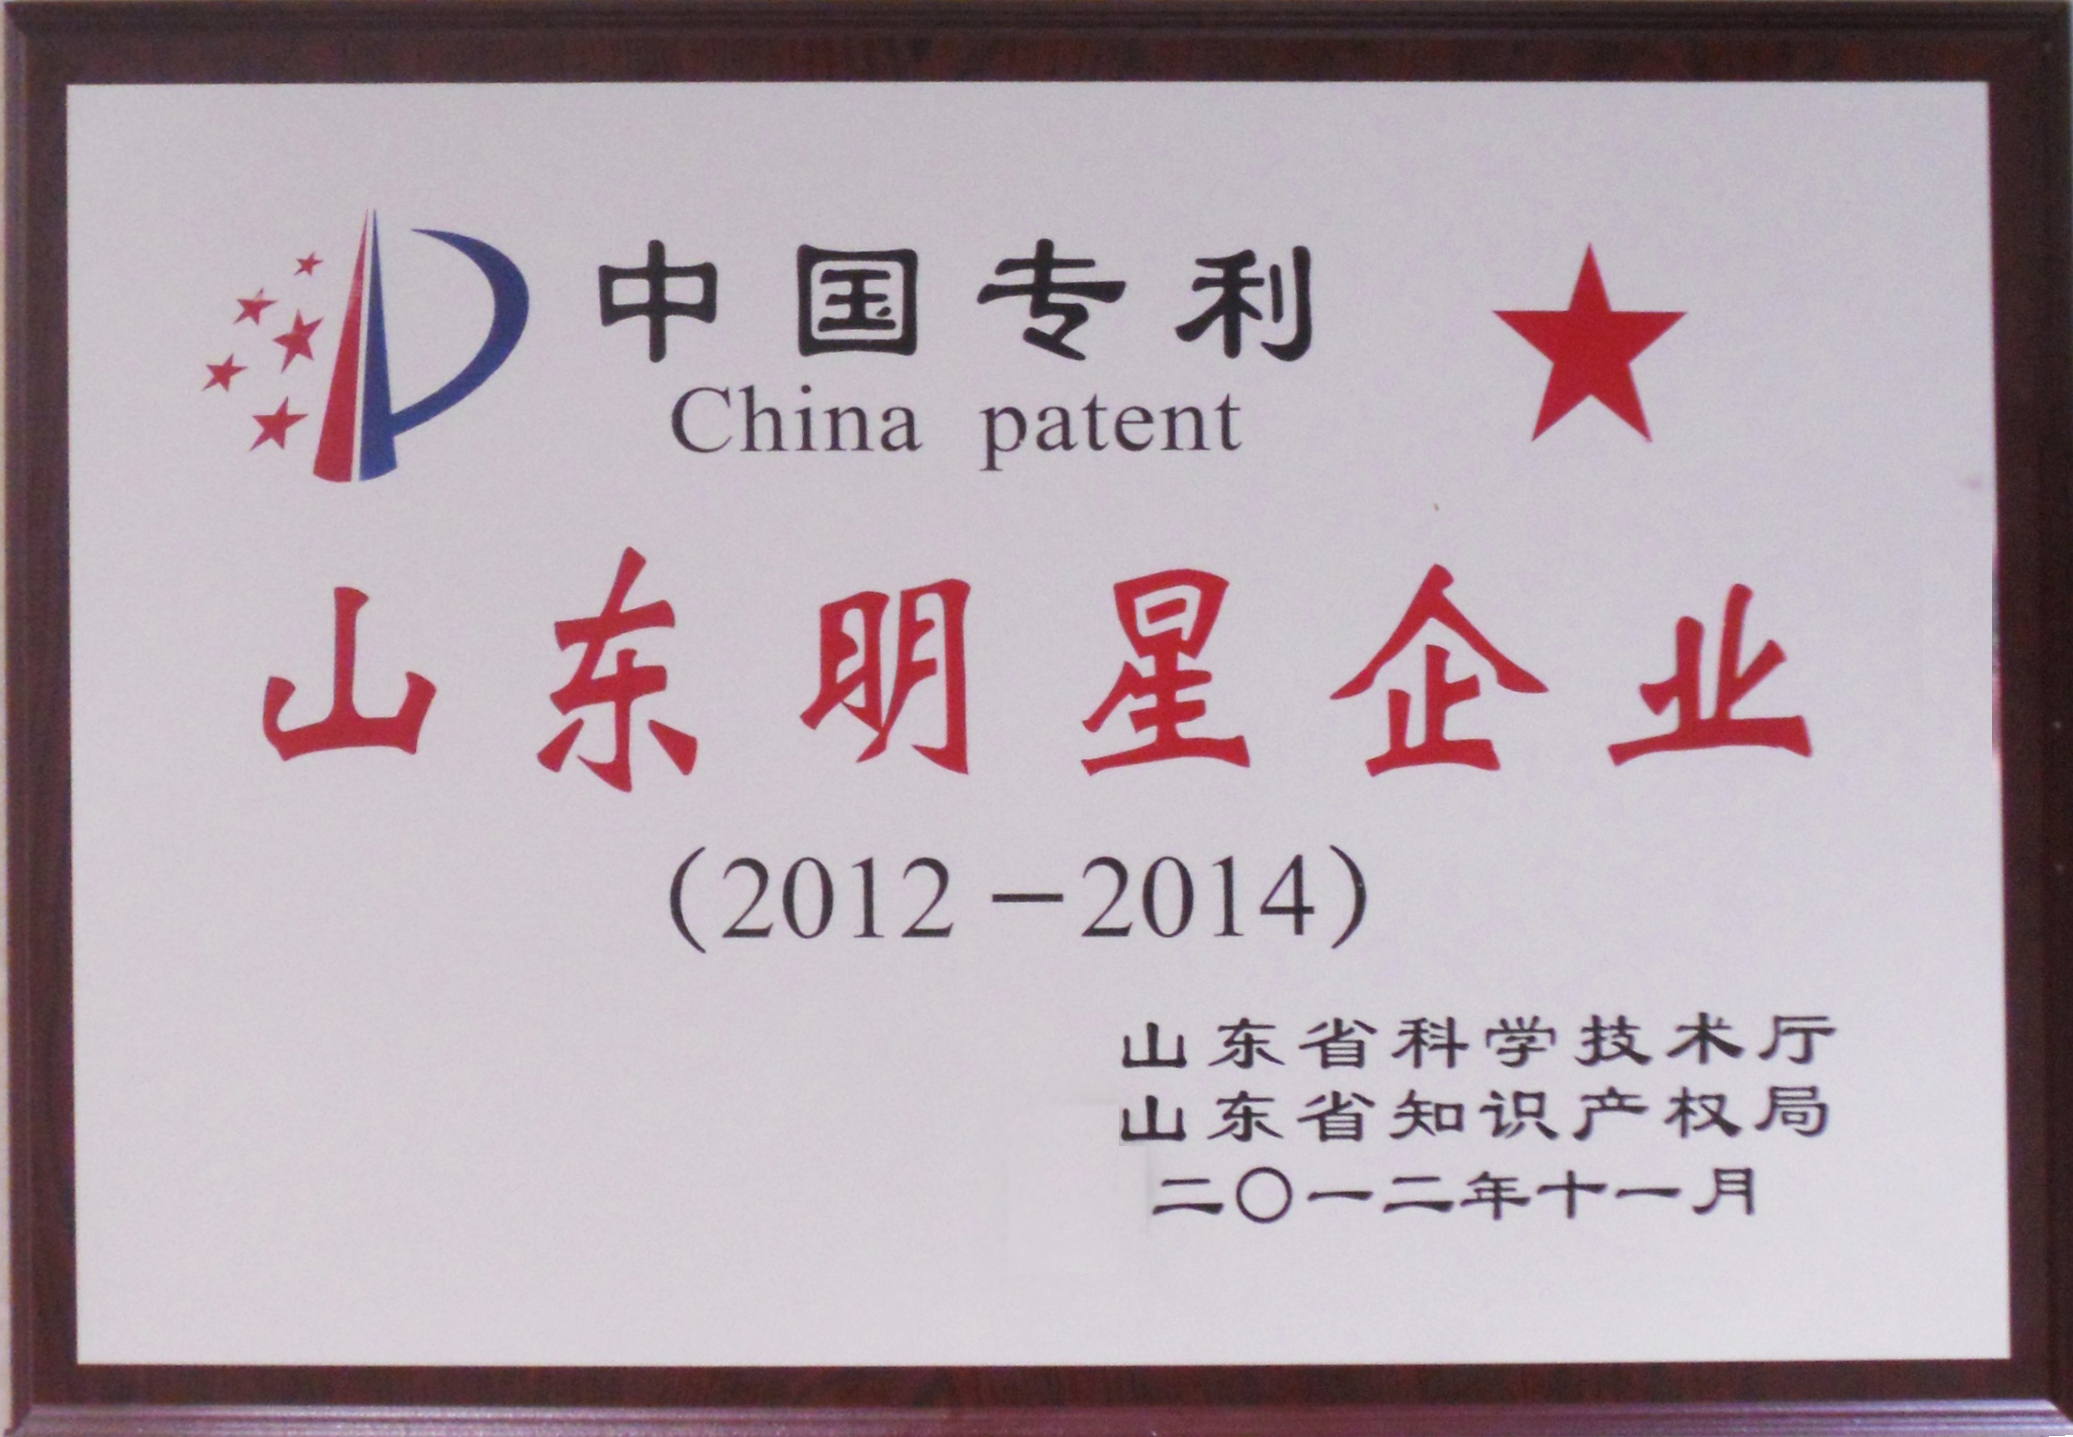 中国专利
China patent
山东明星企业
（2012－2014）
山东省科学技术厅
山东省知识产权局
二〇一二年十一月